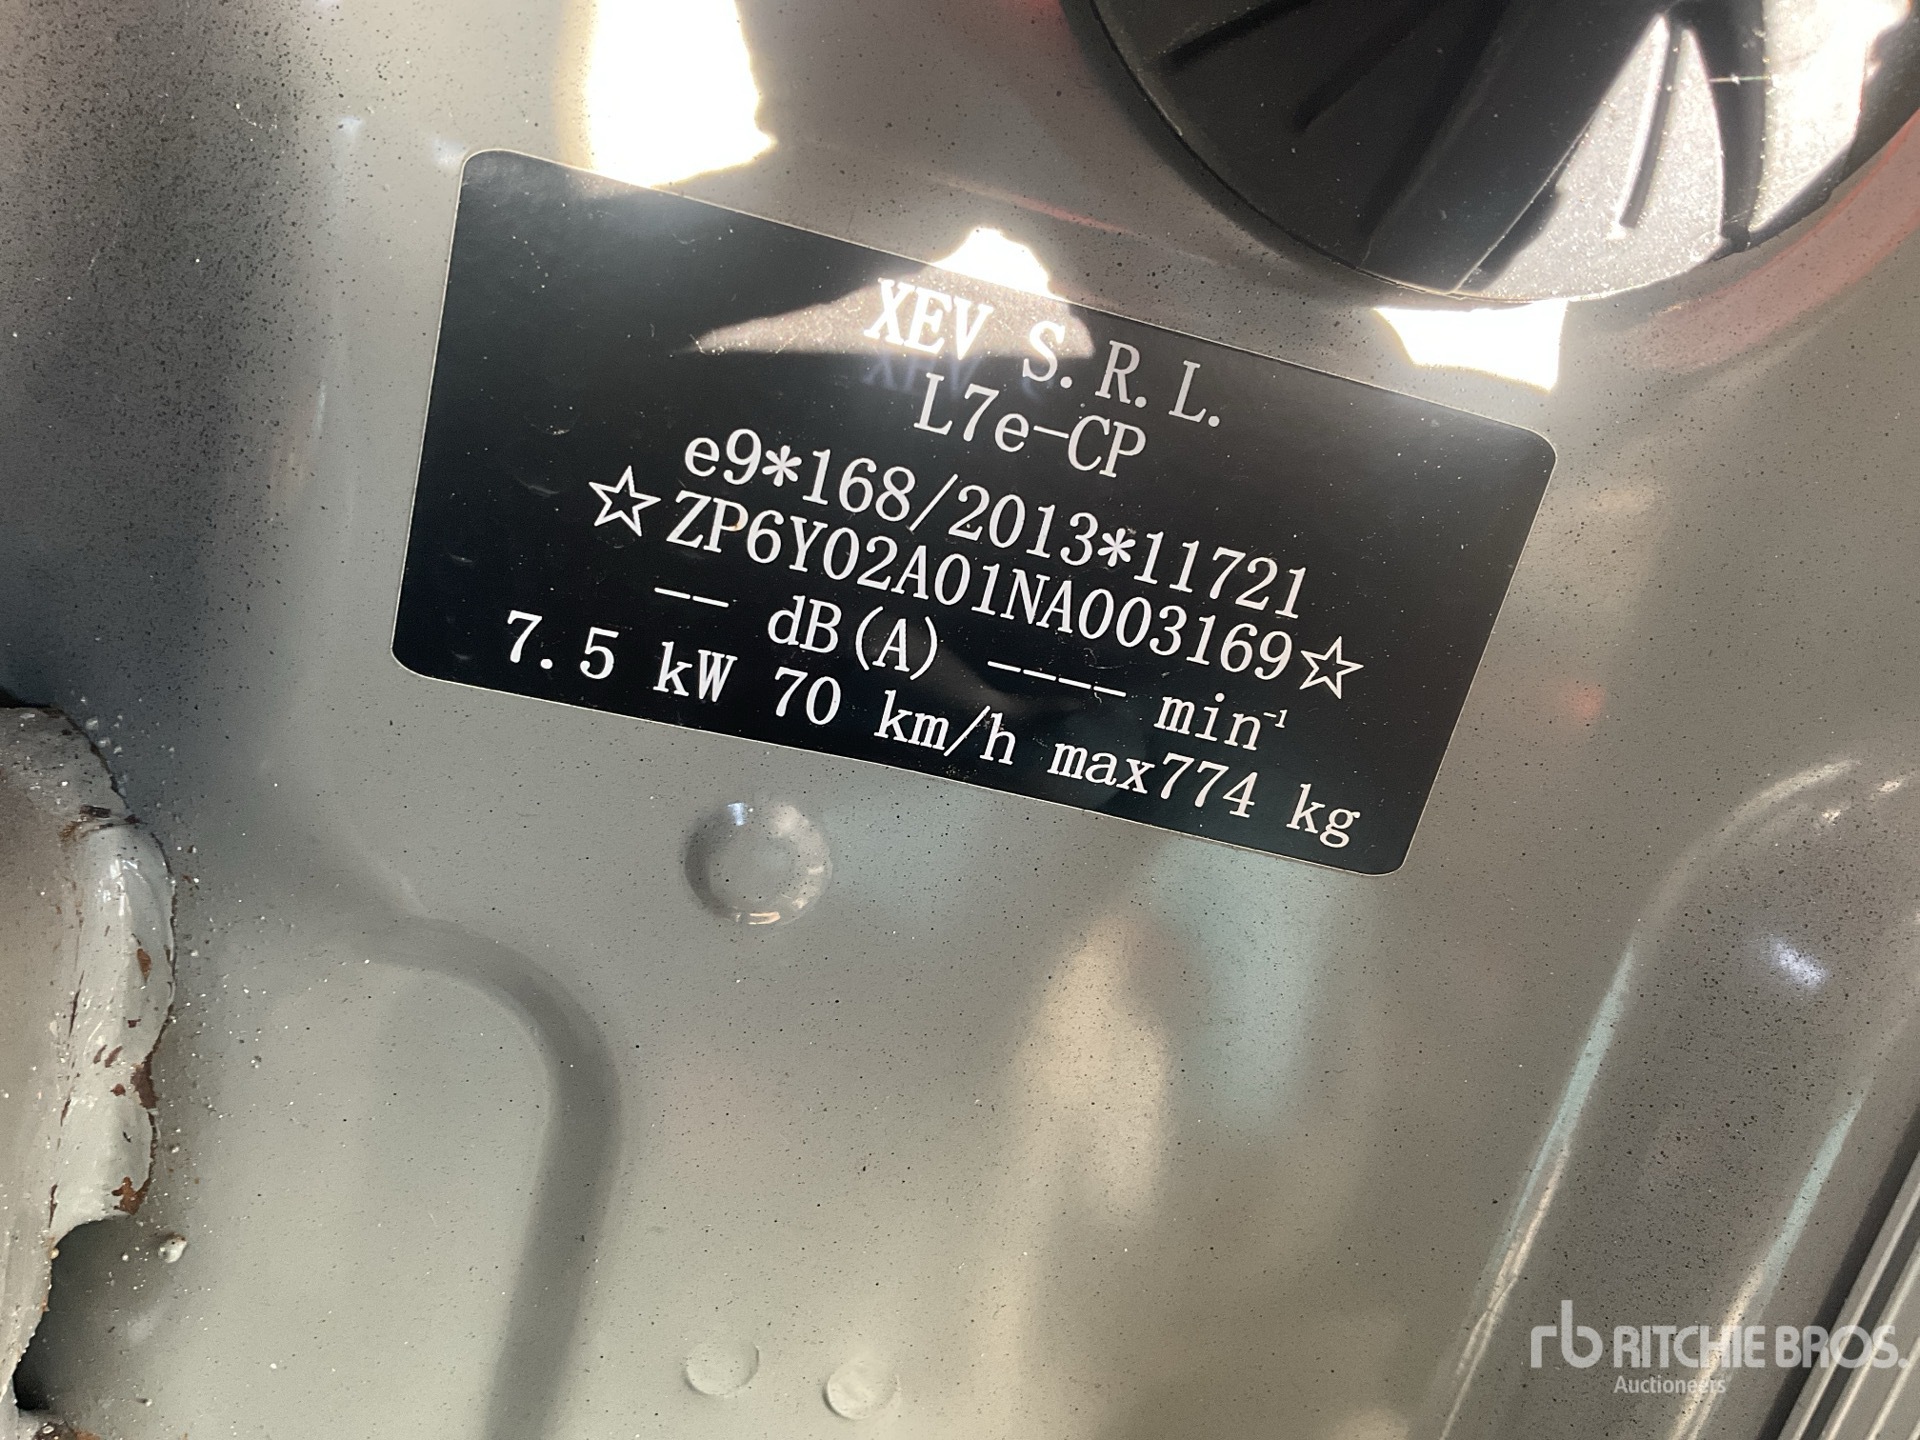 XEV S.R.L.
L7e-CP
e9*168/2013*11721
☆ZP6Y02A01NA003169☆
-- dB(A) ---- min⁻¹
7.5 kW 70 km/h max774 kg
rb RITCHIE BROS.
Auctioneers